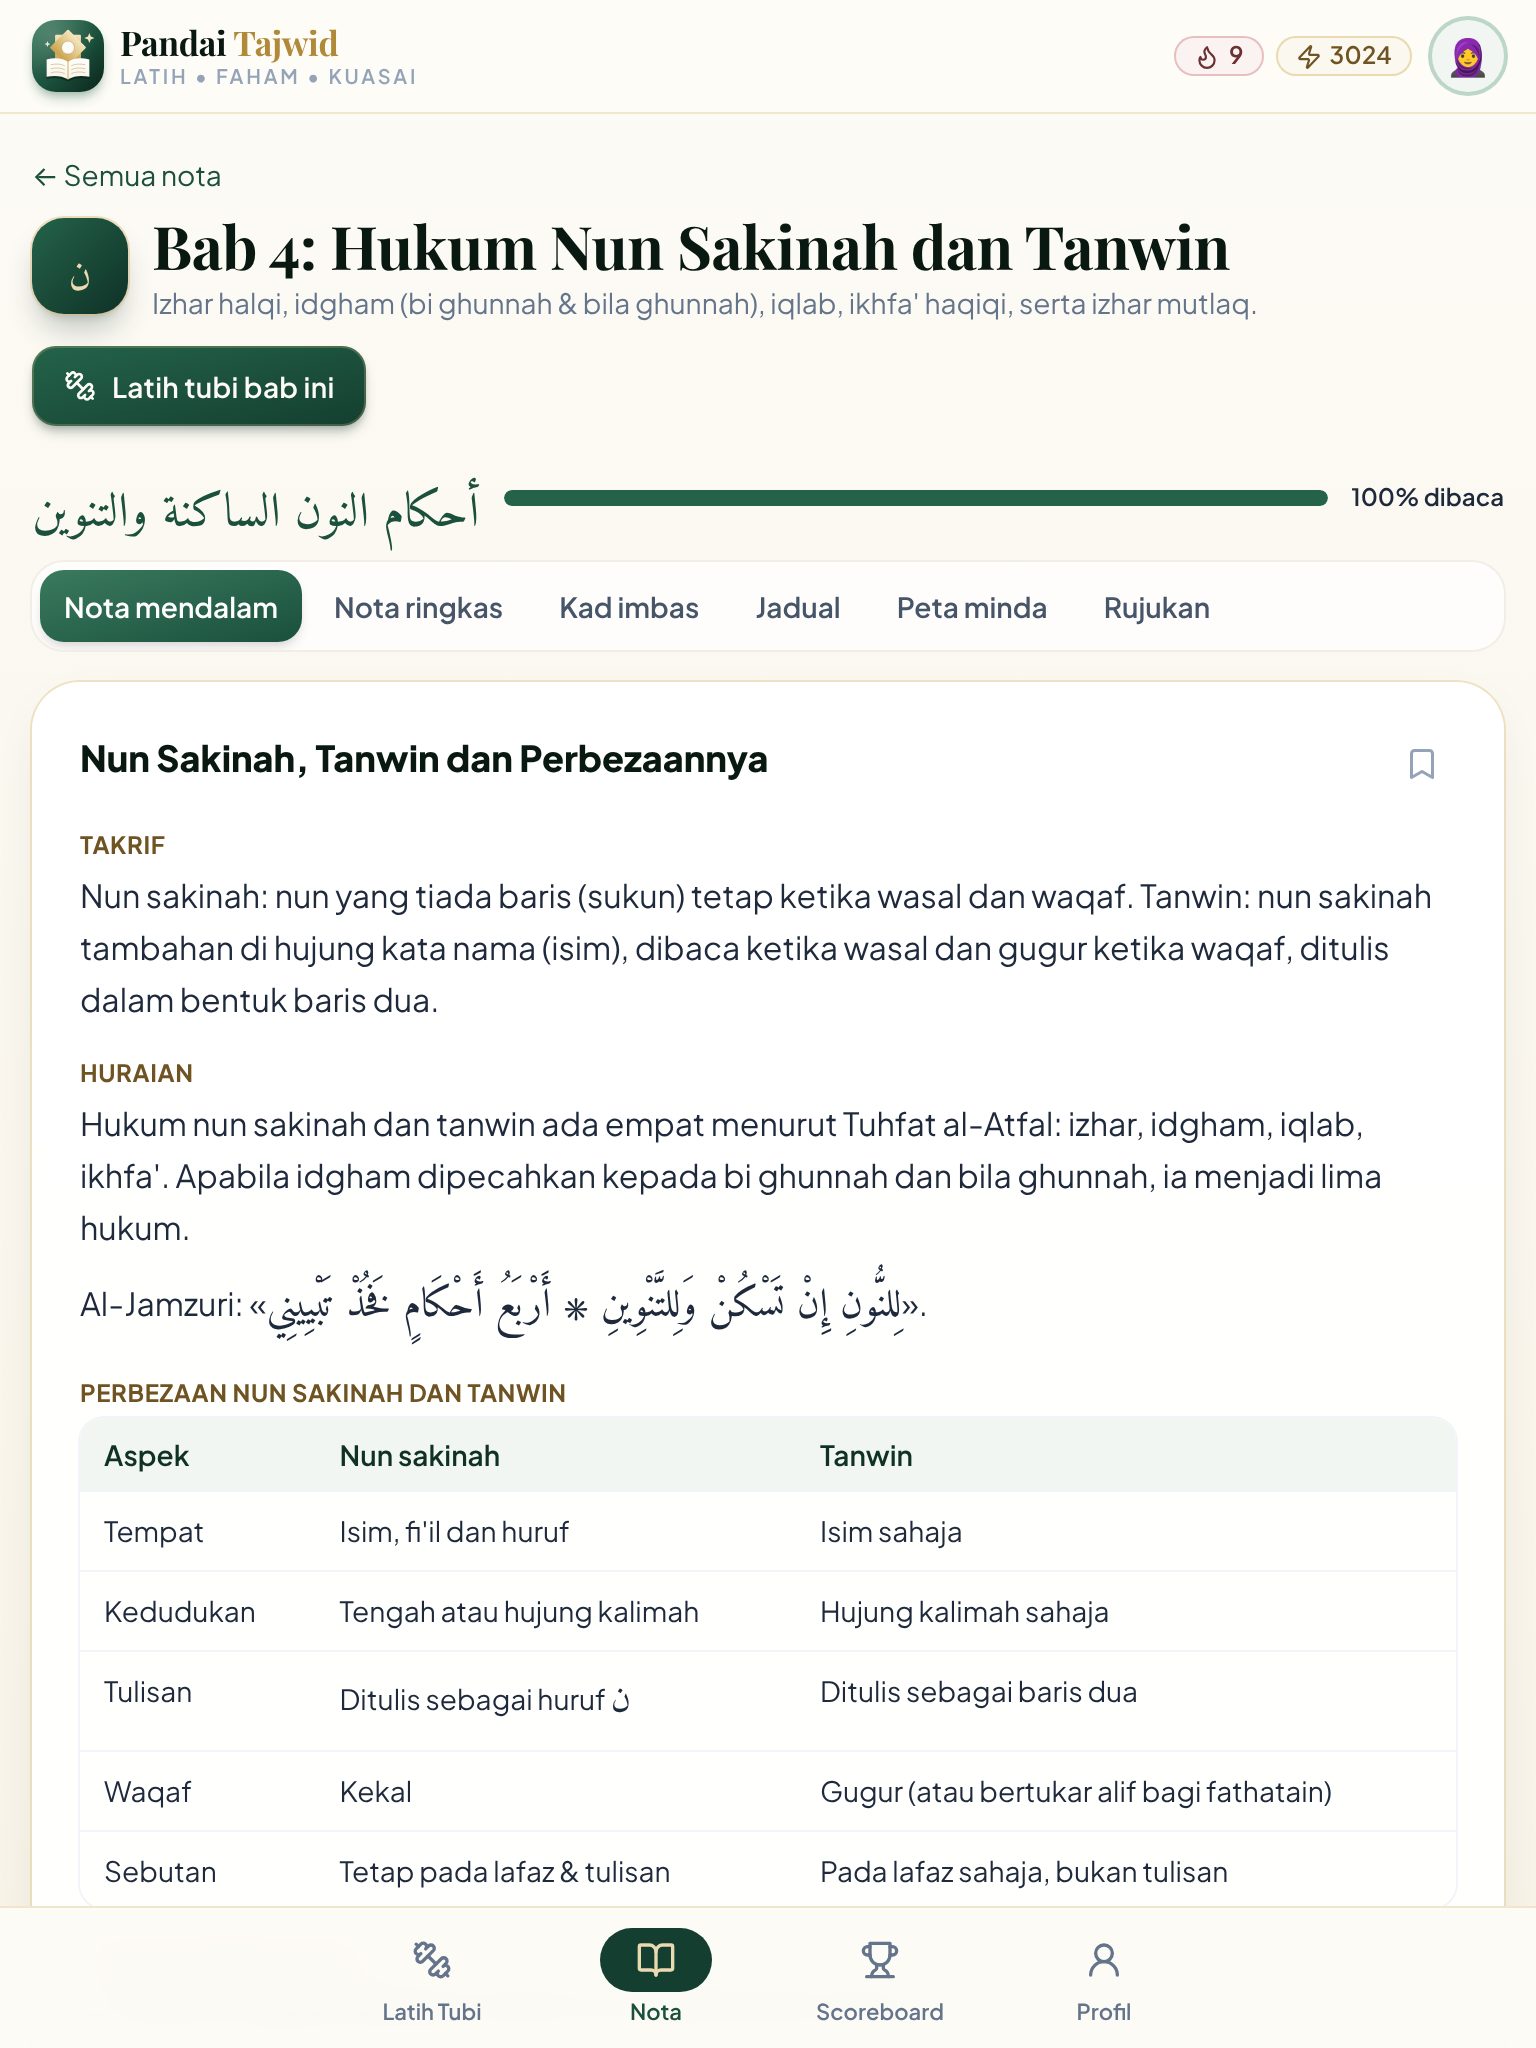 Pandai Tajwid
LATIH • FAHAM • KUASAI
9
3024
← Semua nota
ن
Bab 4: Hukum Nun Sakinah dan Tanwin
Izhar halqi, idgham (bi ghunnah & bila ghunnah), iqlab, ikhfa' haqiqi, serta izhar mutlaq.
Latih tubi bab ini
أحكام النون الساكنة والتنوين
100% dibaca
Nota mendalam
Nota ringkas
Kad imbas
Jadual
Peta minda
Rujukan
Nun Sakinah, Tanwin dan Perbezaannya
TAKRIF
Nun sakinah: nun yang tiada baris (sukun) tetap ketika wasal dan waqaf. Tanwin: nun sakinah
tambahan di hujung kata nama (isim), dibaca ketika wasal dan gugur ketika waqaf, ditulis
dalam bentuk baris dua.
HURAIAN
Hukum nun sakinah dan tanwin ada empat menurut Tuhfat al-Atfal: izhar, idgham, iqlab,
ikhfa'. Apabila idgham dipecahkan kepada bi ghunnah dan bila ghunnah, ia menjadi lima
hukum.
Al-Jamzuri: «لِلنُّونِ إِنْ تَسْكُنْ وَلِلتَّنْوِينِ * أَرْبَعُ أَحْكَامٍ فَخُذْ تَبْيِينِي».
PERBEZAAN NUN SAKINAH DAN TANWIN
Aspek Nun sakinah Tanwin
Tempat Isim, fi'il dan huruf Isim sahaja
Kedudukan Tengah atau hujung kalimah Hujung kalimah sahaja
Tulisan Ditulis sebagai huruf ن Ditulis sebagai baris dua
Waqaf Kekal Gugur (atau bertukar alif bagi fathatain)
Sebutan Tetap pada lafaz & tulisan Pada lafaz sahaja, bukan tulisan
Latih Tubi
Nota
Scoreboard
Profil